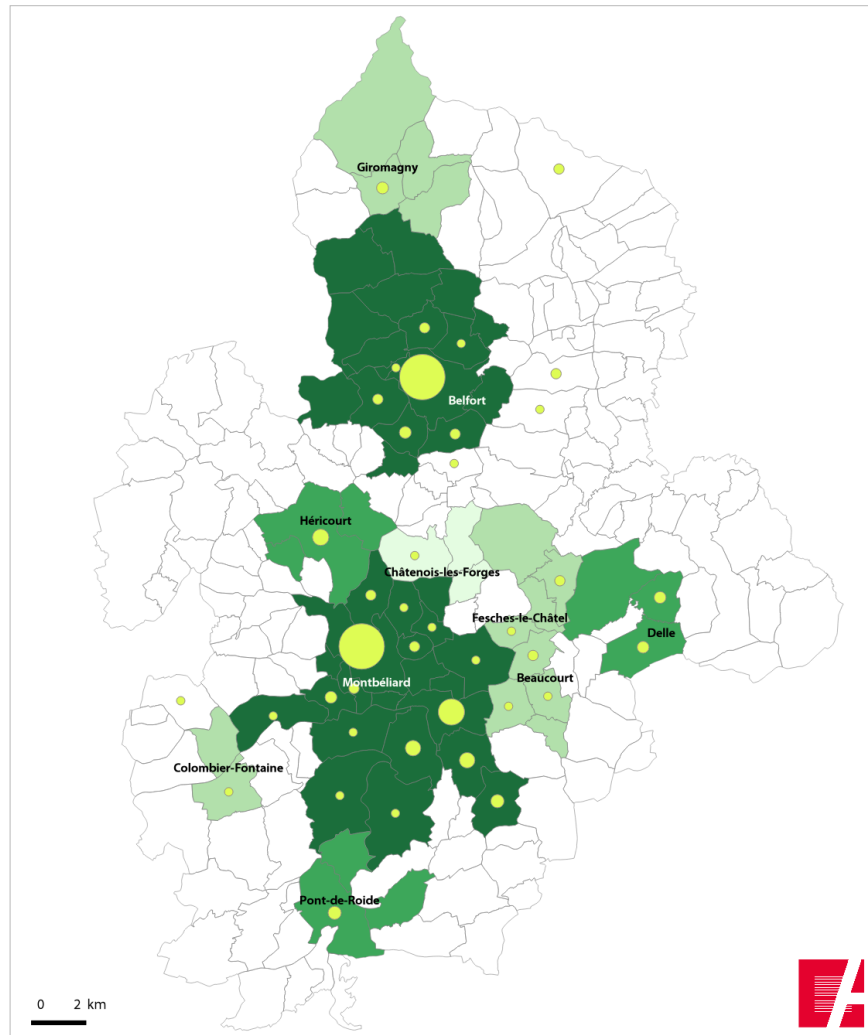 Giromagny
Belfort
Héricourt
Châtenois-les-Forges
Fesches-le-Châtel
Delle
Montbéliard
Beaucourt
Colombier-Fontaine
Pont-de-Roide
0 2 km